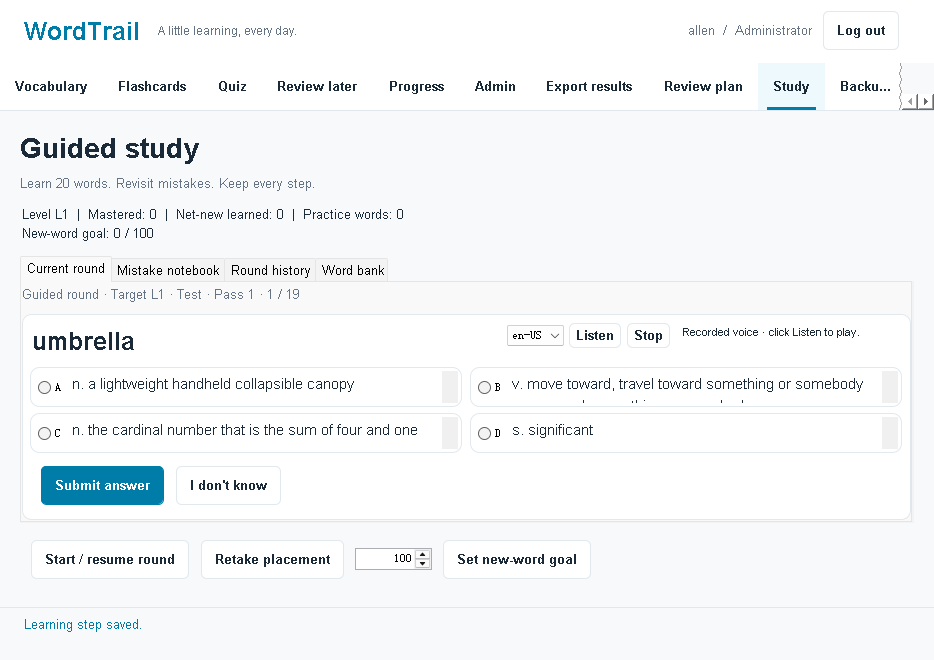 WordTrail A little learning, every day. allen / Administrator Log out
Vocabulary Flashcards Quiz Review later Progress Admin Export results Review plan Study Backu...
Guided study
Learn 20 words. Revisit mistakes. Keep every step.
Level L1 | Mastered: 0 | Net-new learned: 0 | Practice words: 0
New-word goal: 0 / 100
Current round Mistake notebook Round history Word bank
Guided round · Target L1 · Test · Pass 1 · 1 / 19
umbrella en-US Listen Stop Recorded voice · click Listen to play.
A n. a lightweight handheld collapsible canopy
B v. move toward, travel toward something or somebody
C n. the cardinal number that is the sum of four and one
D s. significant
Submit answer I don't know
Start / resume round Retake placement 100 Set new-word goal
Learning step saved.